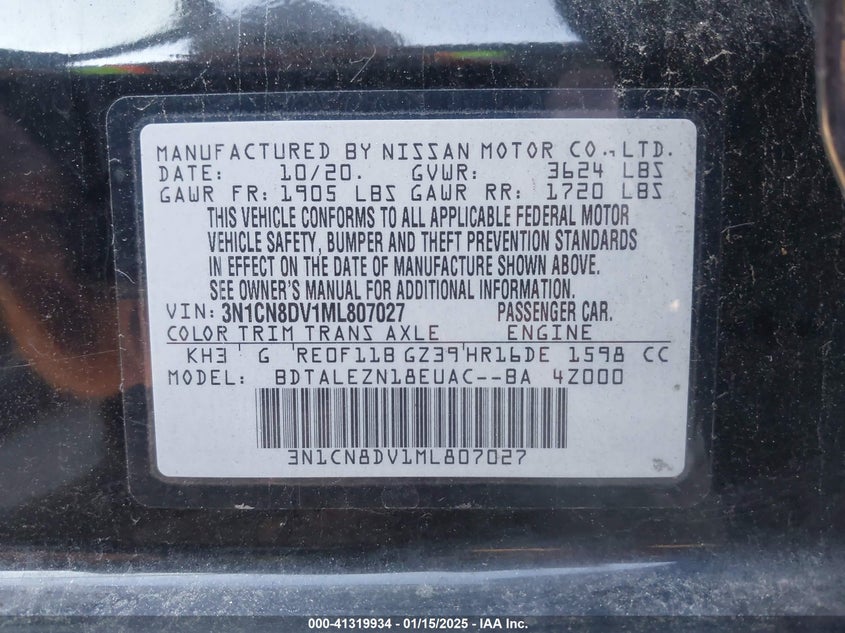 MANUFACTURED BY NISSAN MOTOR CO.,LTD.
DATE: 10/20. GVWR: 3624 LBS
GAWR FR: 1905 LBS GAWR RR: 1720 LBS
THIS VEHICLE CONFORMS TO ALL APPLICABLE FEDERAL MOTOR
VEHICLE SAFETY, BUMPER AND THEFT PREVENTION STANDARDS
IN EFFECT ON THE DATE OF MANUFACTURE SHOWN ABOVE.
SEE OWNER'S MANUAL FOR ADDITIONAL INFORMATION.
VIN: 3N1CN8DV1ML807027 PASSENGER CAR.
COLOR TRIM TRANS AXLE ENGINE
KH3 G RE0F11B GZ39 HR16DE 1598 CC
MODEL: BDTALEZN18EUAC--BA 4Z000
3N1CN8DV1ML807027
000-41319934 - 01/15/2025 - IAA Inc.